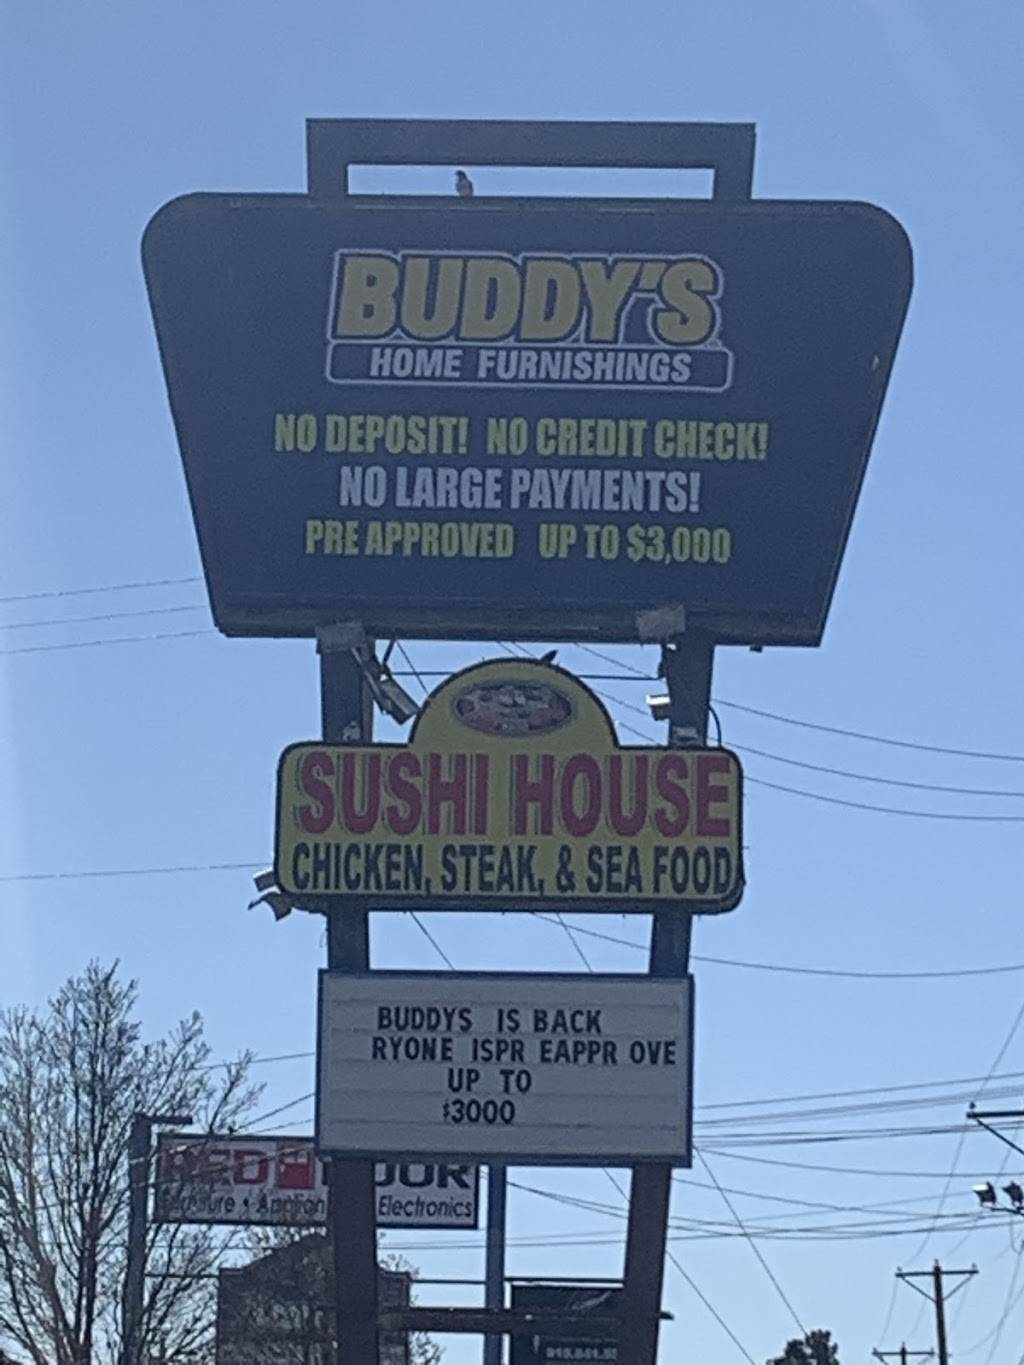 BUDDY'S
HOME FURNISHINGS
NO DEPOSIT! NO CREDIT CHECK!
NO LARGE PAYMENTS!
PRE APPROVED UP TO $3,000
SUSHI HOUSE
CHICKEN, STEAK, & SEA FOOD
BUDDYS IS BACK
RYONE ISPR EAPPR OVE
UP TO
$3000
RED
Electronics